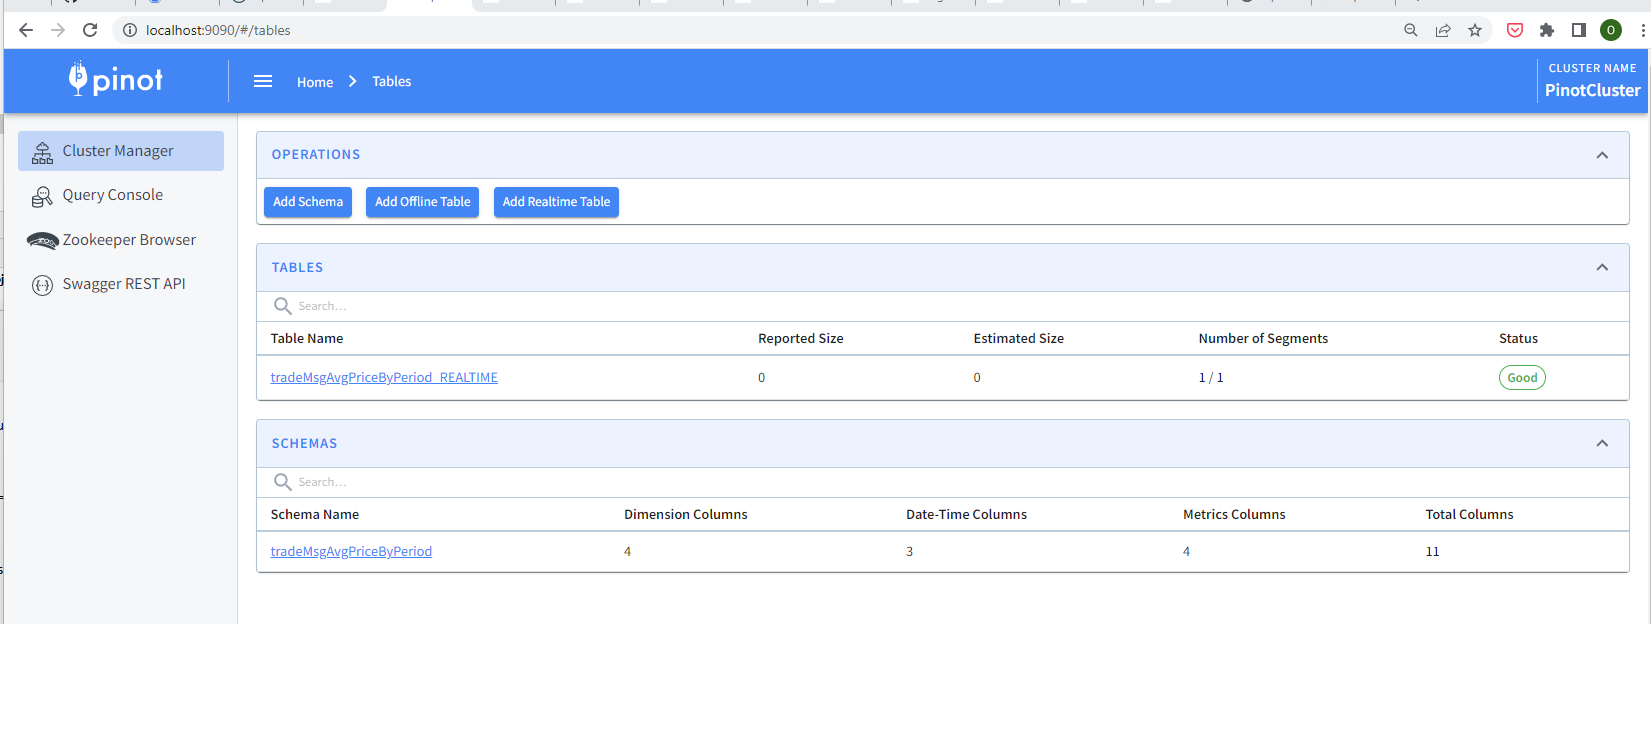 localhost:9090/#/tables
O
pinot
Home
Tables
CLUSTER NAME
PinotCluster
Cluster Manager
Query Console
Zookeeper Browser
Swagger REST API
OPERATIONS
Add Schema
Add Offline Table
Add Realtime Table
TABLES
Search…
Table Name Reported Size Estimated Size Number of Segments Status
tradeMsgAvgPriceByPeriod_REALTIME 0 0 1 / 1 Good
SCHEMAS
Search…
Schema Name Dimension Columns Date-Time Columns Metrics Columns Total Columns
tradeMsgAvgPriceByPeriod 4 3 4 11